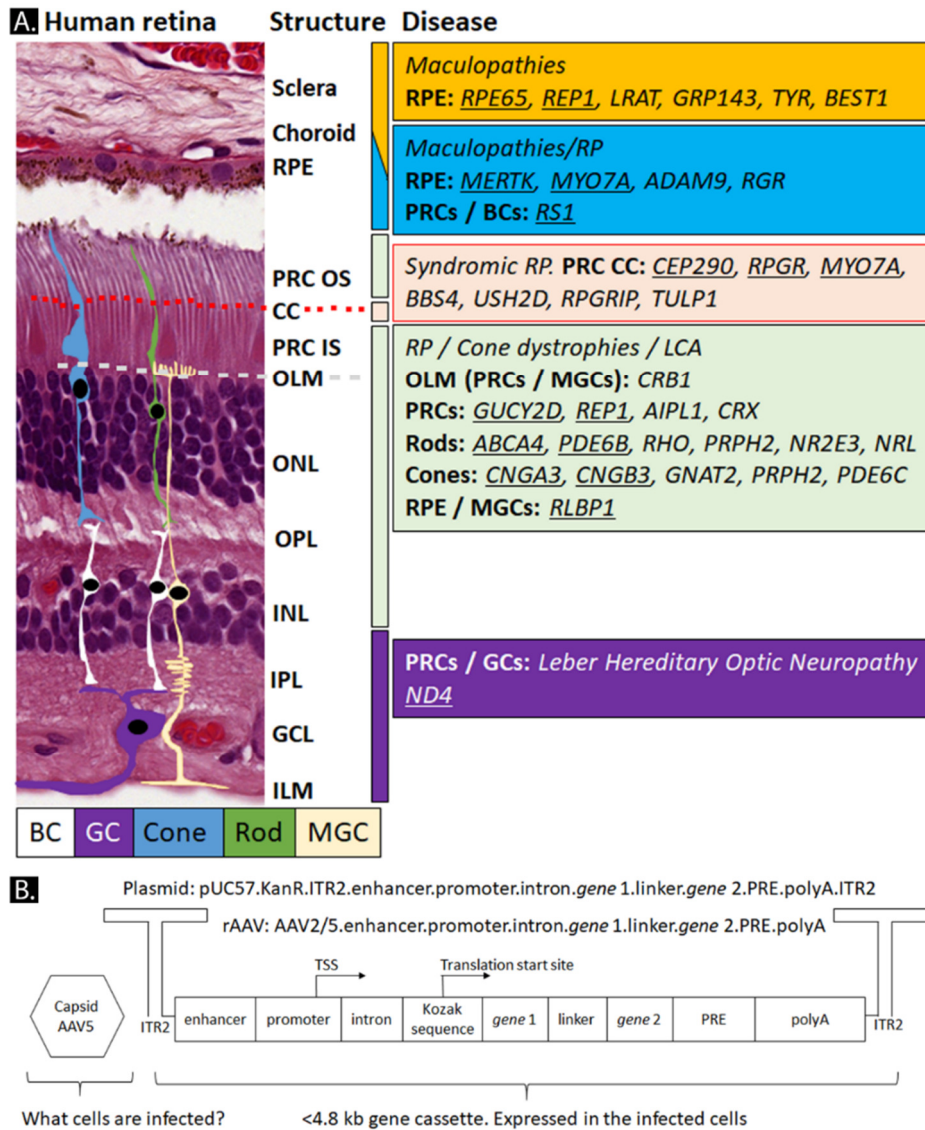 A. Human retina Structure Disease
Sclera
Choroid
RPE
PRC OS
CC
PRC IS
OLM
ONL
OPL
INL
IPL
GCL
ILM
Maculopathies
RPE: RPE65, REP1, LRAT, GRP143, TYR, BEST1
Maculopathies/RP
RPE: MERTK, MYO7A, ADAM9, RGR
PRCs / BCs: RS1
Syndromic RP. PRC CC: CEP290, RPGR, MYO7A,
BBS4, USH2D, RPGRIP, TULP1
RP / Cone dystrophies / LCA
OLM (PRCs / MGCs): CRB1
PRCs: GUCY2D, REP1, AIPL1, CRX
Rods: ABCA4, PDE6B, RHO, PRPH2, NR2E3, NRL
Cones: CNGA3, CNGB3, GNAT2, PRPH2, PDE6C
RPE / MGCs: RLBP1
PRCs / GCs: Leber Hereditary Optic Neuropathy
ND4
BC GC Cone Rod MGC
B.
Plasmid: pUC57.KanR.ITR2.enhancer.promoter.intron.gene 1.linker.gene 2.PRE.polyA.ITR2
rAAV: AAV2/5.enhancer.promoter.intron.gene 1.linker.gene 2.PRE.polyA
TSS Translation start site
Capsid
AAV5
ITR2 enhancer promoter intron Kozak sequence gene 1 linker gene 2 PRE polyA ITR2
What cells are infected? <4.8 kb gene cassette. Expressed in the infected cells